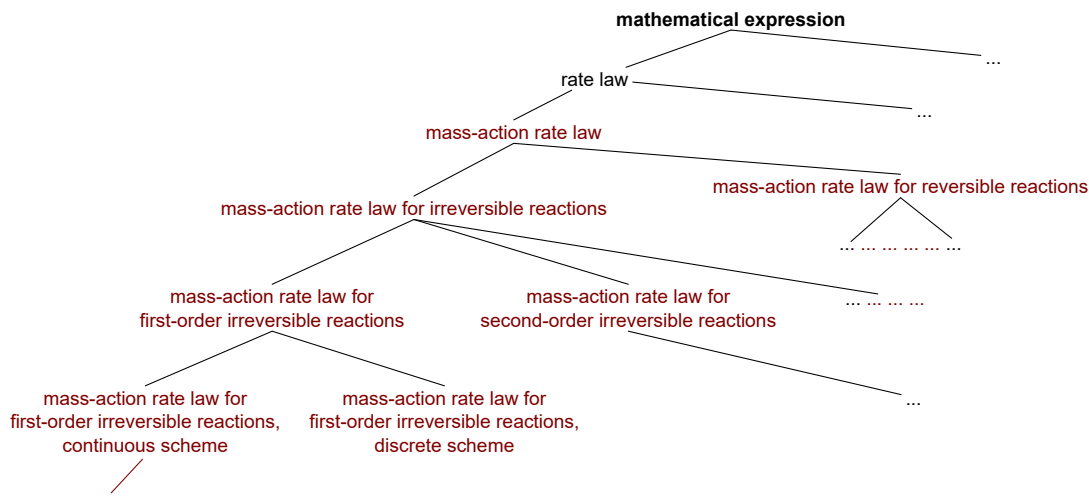 mathematical expression
...
rate law
...
mass-action rate law
mass-action rate law for reversible reactions
mass-action rate law for irreversible reactions
... ... ... ... ... ...
mass-action rate law for
first-order irreversible reactions
mass-action rate law for
second-order irreversible reactions
... ... ... ...
mass-action rate law for
first-order irreversible reactions,
continuous scheme
mass-action rate law for
first-order irreversible reactions,
discrete scheme
...